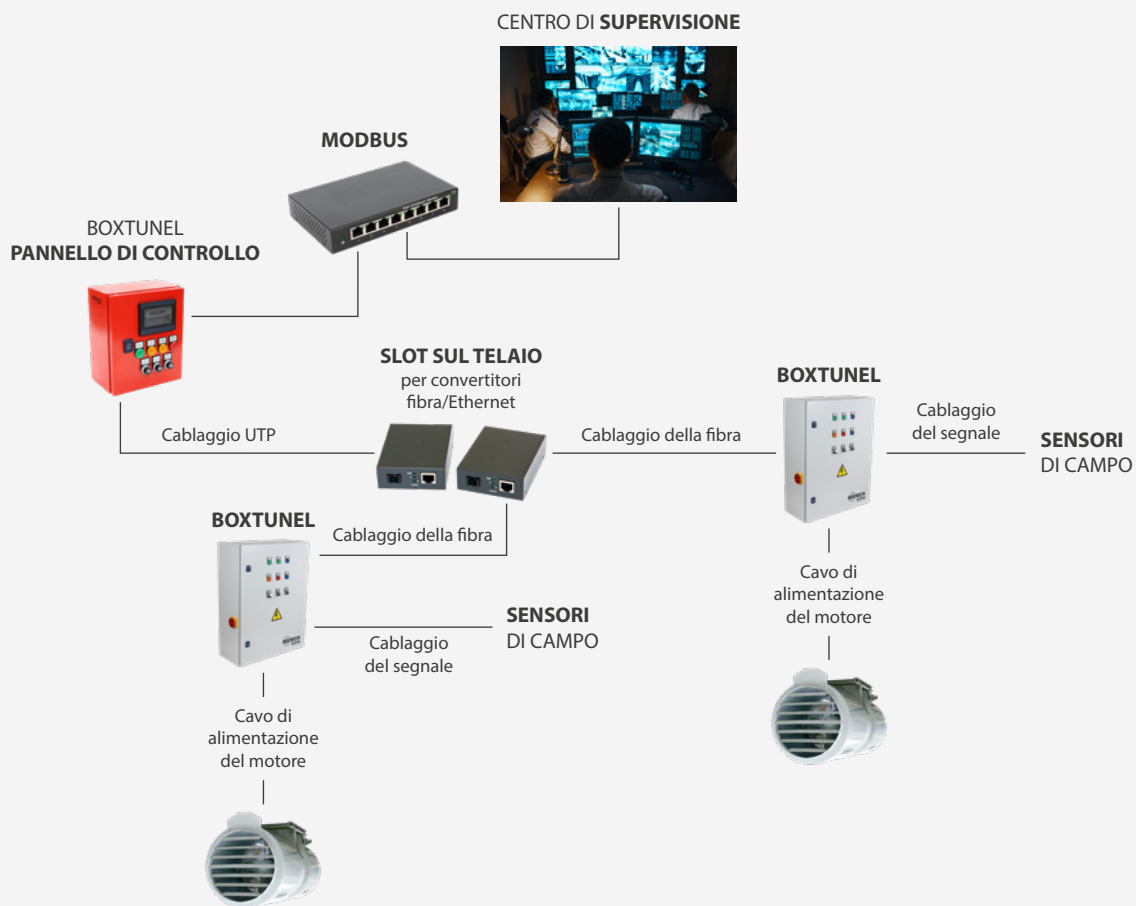 CENTRO DI SUPERVISIONE
MODBUS
BOXTUNEL
PANNELLO DI CONTROLLO
SLOT SUL TELAIO
per convertitori
fibra/Ethernet
Cablaggio UTP
Cablaggio della fibra
BOXTUNEL
Cablaggio
del segnale
SENSORI
DI CAMPO
BOXTUNEL
Cablaggio della fibra
SENSORI
DI CAMPO
Cablaggio
del segnale
Cavo di
alimentazione
del motore
Cavo di
alimentazione
del motore